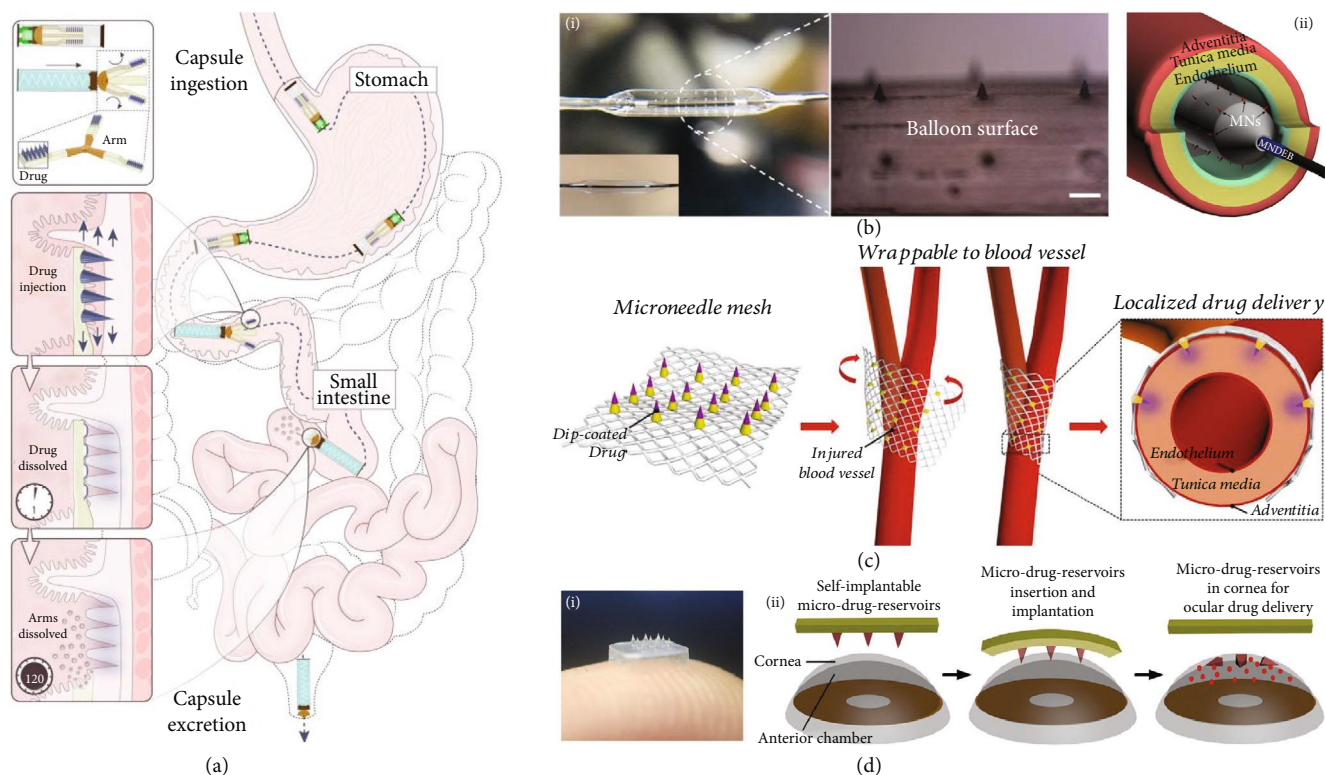 Capsule
ingestion
Stomach
Arm
Drug
Drug
injection
Drug
dissolved
Arms
dissolved
120
Small
intestine
Capsule
excretion
(a)
(i)
Balloon surface
(ii)
Adventitia
Tunica media
Endothelium
MNs
MNDEB
(b)
Wrappable to blood vessel
Microneedle mesh
Localized drug delivery
Dip-coated
Drug
Injured
blood vessel
Endothelium
Tunica media
Adventitia
(c)
(i)
(ii)
Self-implantable
micro-drug-reservoirs
Micro-drug-reservoirs
insertion and
implantation
Micro-drug-reservoirs
in cornea for
ocular drug delivery
Cornea
Anterior chamber
(d)